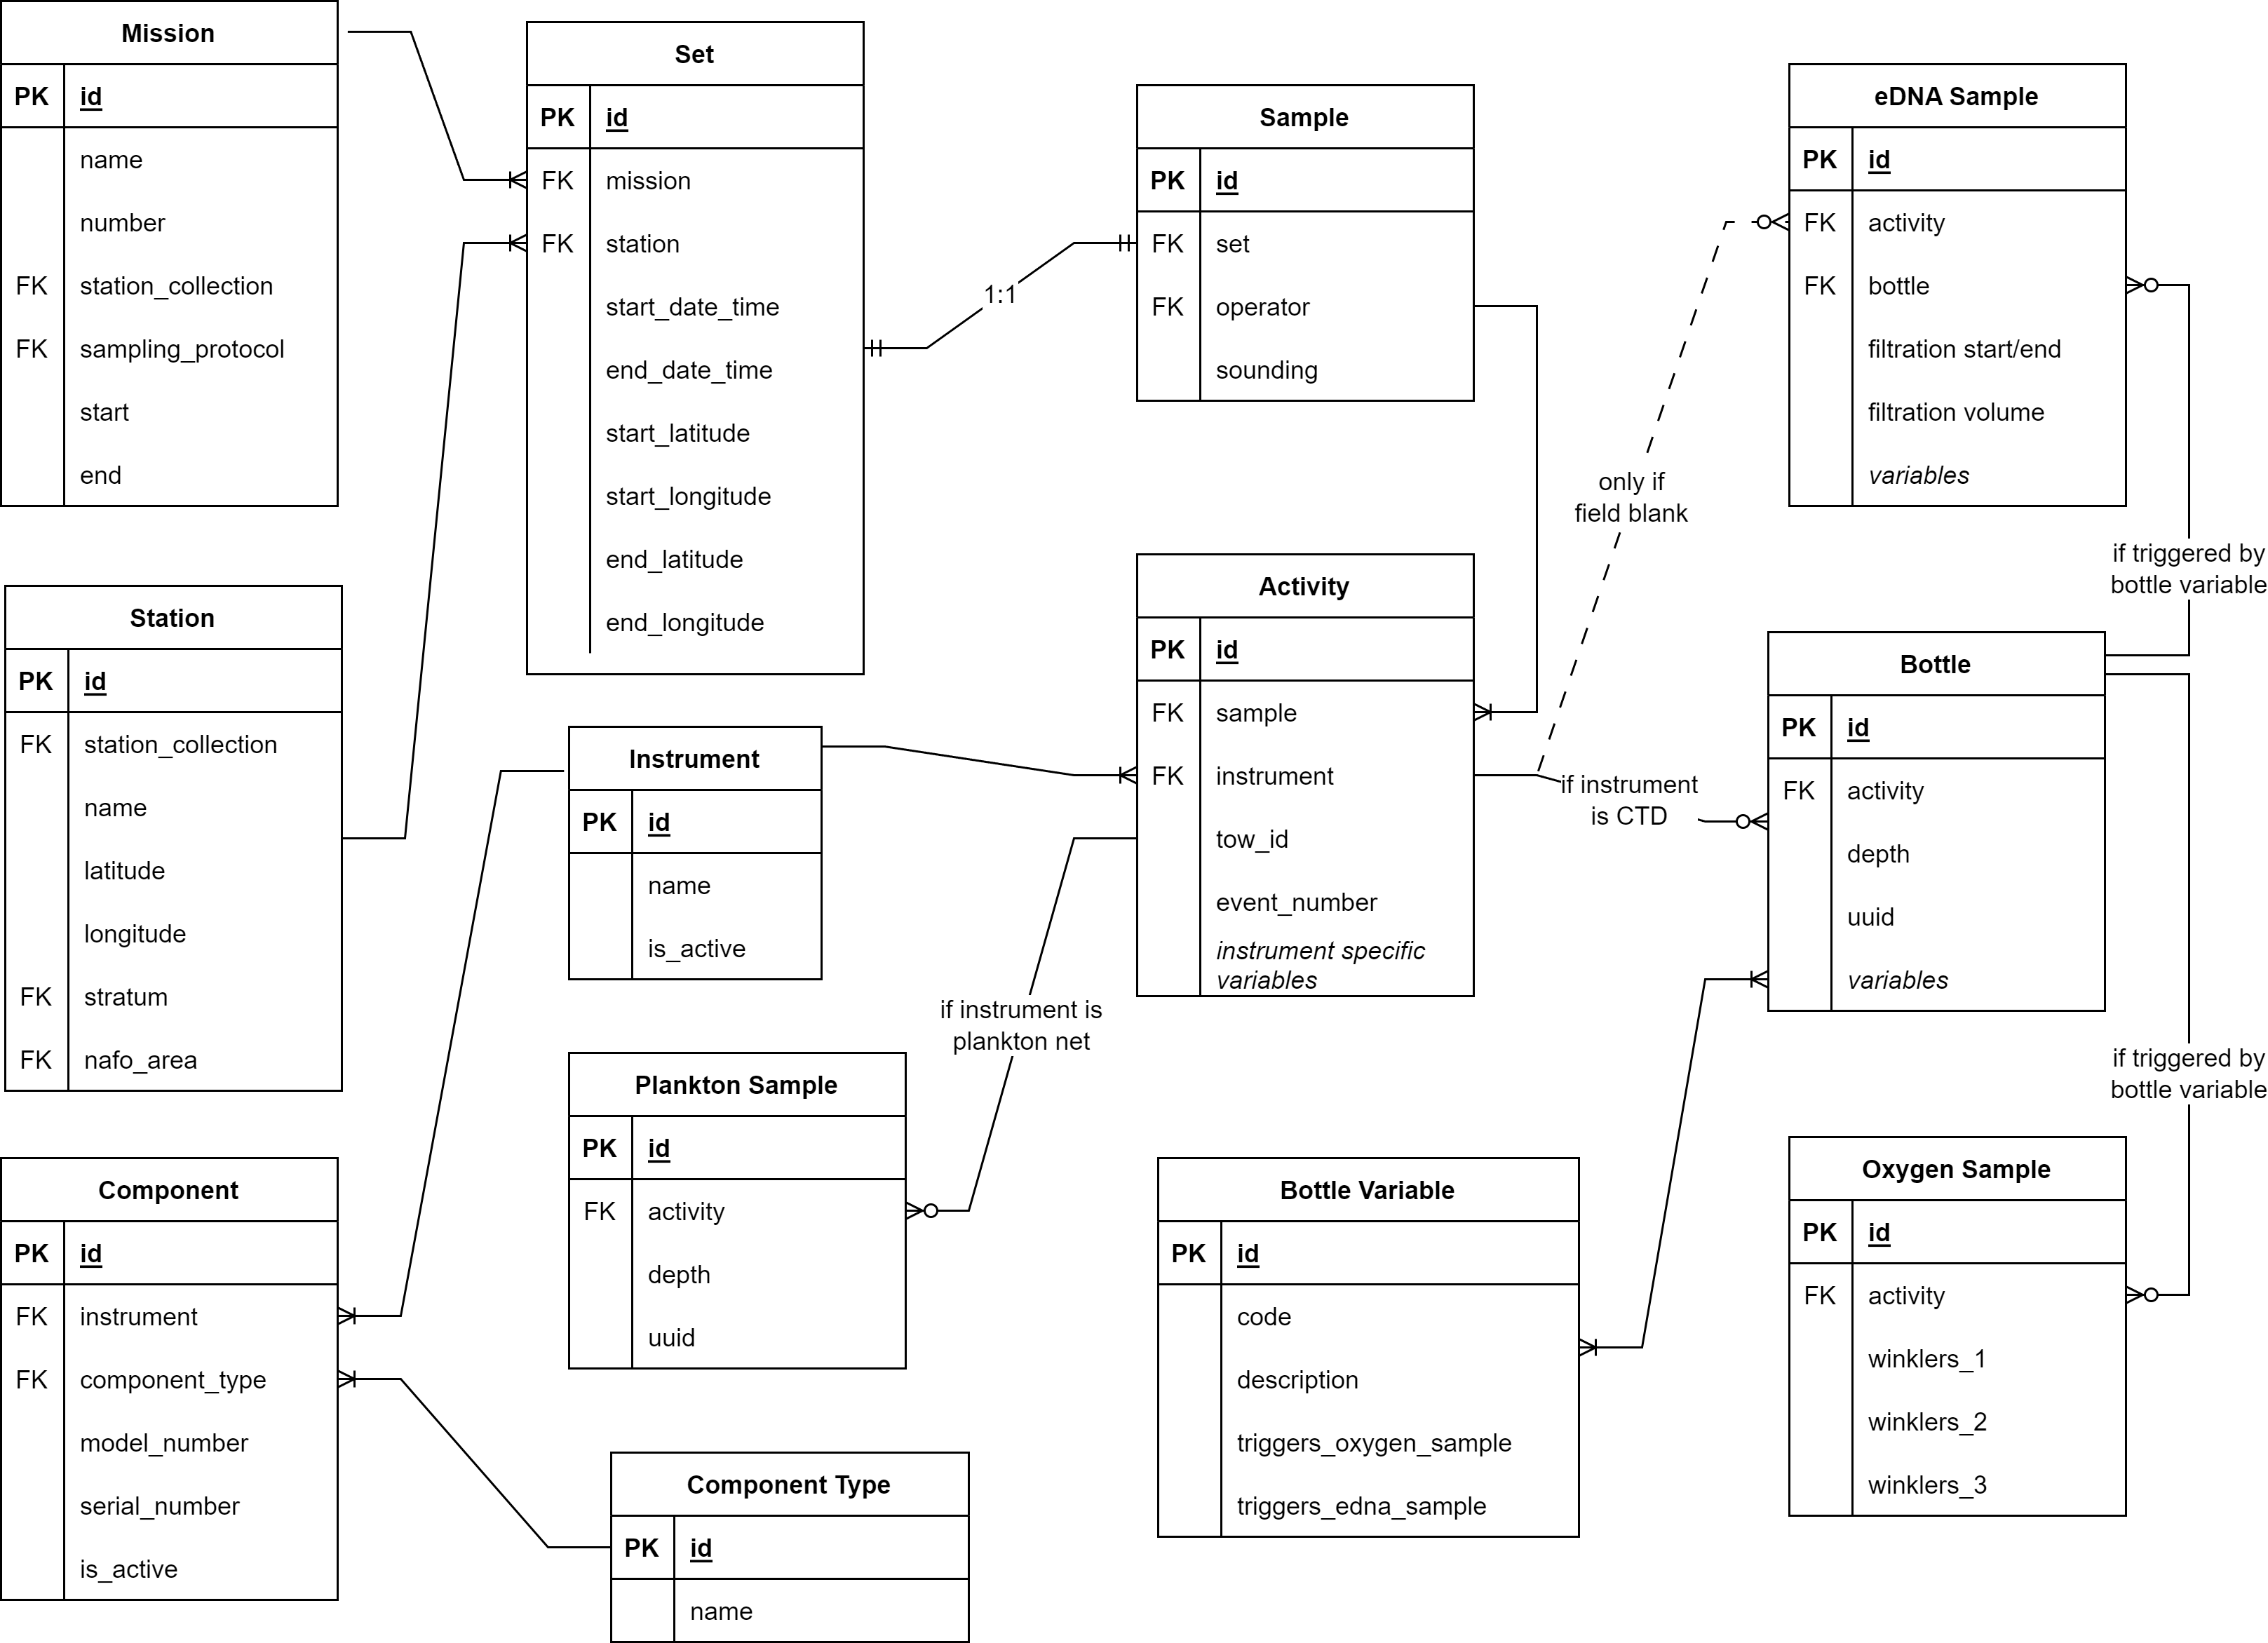 Mission
PK id
name
number
FK station_collection
FK sampling_protocol
start
end
Set
PK id
FK mission
FK station
start_date_time
end_date_time
start_latitude
start_longitude
end_latitude
end_longitude
1:1
Sample
PK id
FK set
FK operator
sounding
eDNA Sample
PK id
FK activity
FK bottle
filtration start/end
filtration volume
variables
only if
field blank
if triggered by
bottle variable
Station
PK id
FK station_collection
name
latitude
longitude
FK stratum
FK nafo_area
Instrument
PK id
name
is_active
Activity
PK id
FK sample
FK instrument
tow_id
event_number
instrument specific
variables
if instrument
is CTD
Bottle
PK id
FK activity
depth
uuid
variables
if instrument is
plankton net
if triggered by
bottle variable
Component
PK id
FK instrument
FK component_type
model_number
serial_number
is_active
Plankton Sample
PK id
FK activity
depth
uuid
Component Type
PK id
name
Bottle Variable
PK id
code
description
triggers_oxygen_sample
triggers_edna_sample
Oxygen Sample
PK id
FK activity
winklers_1
winklers_2
winklers_3